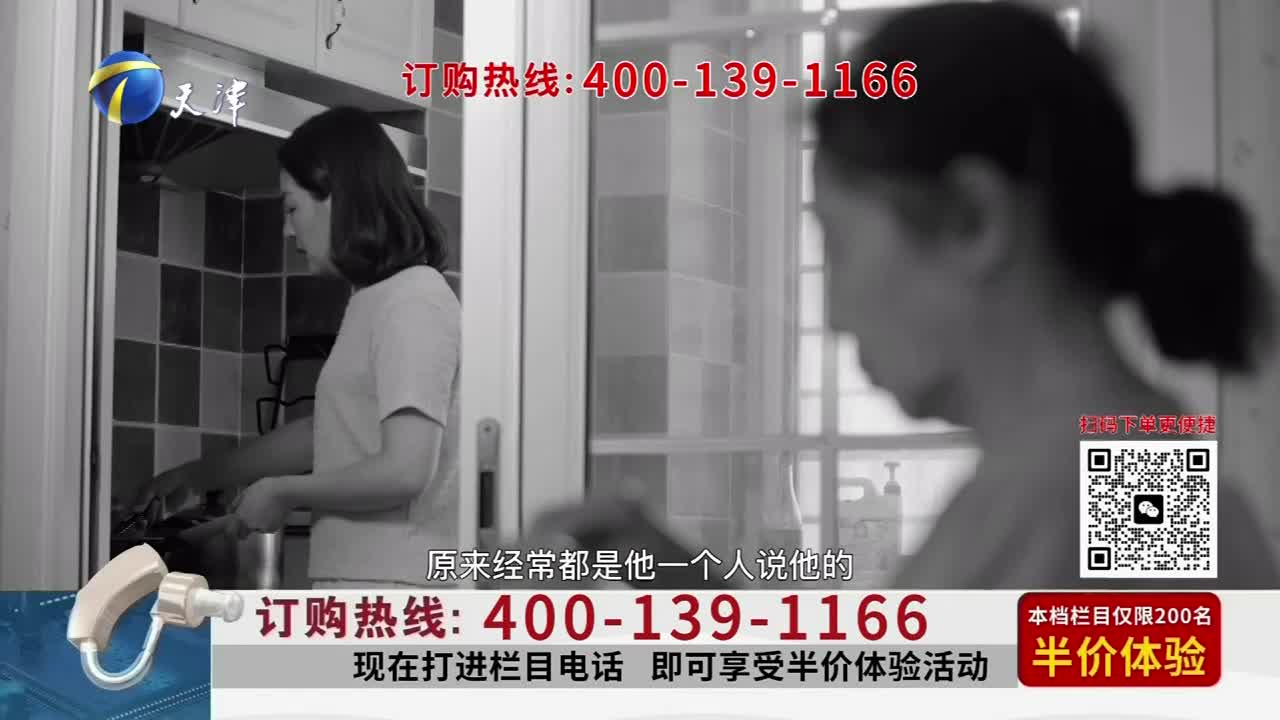 天津
订购热线:400-139-1166
扫码下单更便捷
原来经常都是他一个人说他的
订购热线: 400-139-1166
本档栏目仅限200名
半价体验
现在打进栏目电话 即可享受半价体验活动